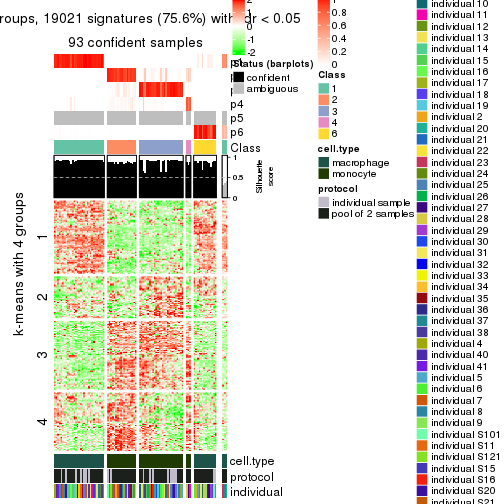 roups, 19021 signatures (75.6%) with fdr < 0.05
93 confident samples
p4
p5
p6
Class
1
0.5
0
Silhouette
score
k-means with 4 groups
1
2
3
4
cell.type
protocol
individual
2
1
0
-1
-2
Status (barplots)
confident
ambiguous
0.8
0.6
0.4
0.2
0
Class
1
2
3
4
6
cell.type
macrophage
monocyte
protocol
individual sample
pool of 2 samples
individual 10
individual 11
individual 12
individual 13
individual 14
individual 15
individual 16
individual 17
individual 18
individual 19
individual 2
individual 20
individual 21
individual 22
individual 23
individual 24
individual 25
individual 26
individual 27
individual 28
individual 29
individual 30
individual 31
individual 32
individual 33
individual 34
individual 35
individual 36
individual 37
individual 38
individual 4
individual 40
individual 41
individual 5
individual 6
individual 7
individual 8
individual 9
individual S101
individual S11
individual S121
individual S15
individual S16
individual S20
individual S21